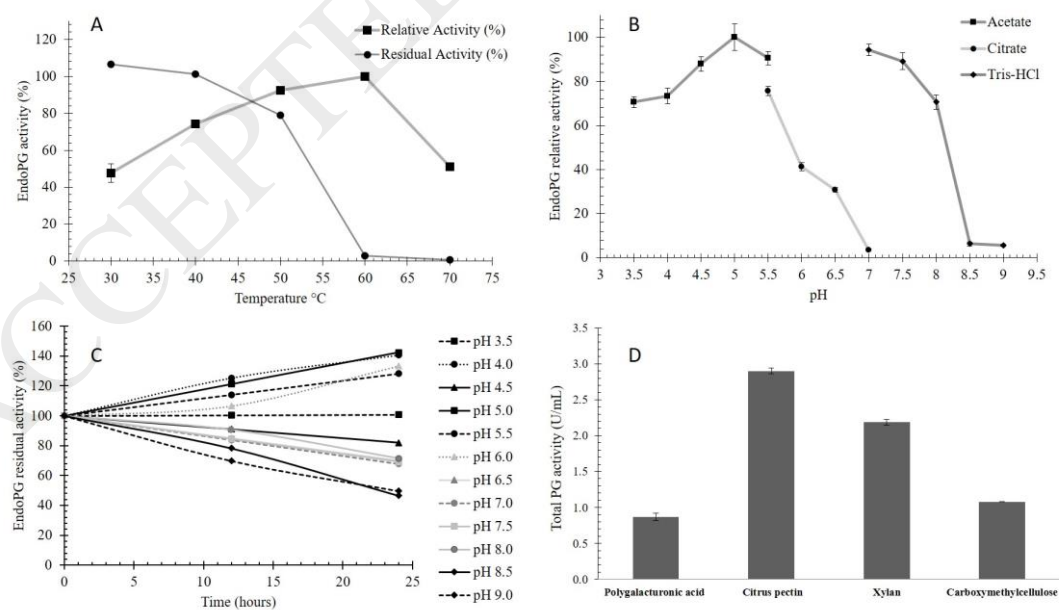 A
Relative Activity (%)
Residual Activity (%)
EndoPG activity (%)
120
100
80
60
40
20
0
25 30 35 40 45 50 55 60 65 70 75
Temperature °C
B
Acetate
Citrate
Tris-HCl
EndoPG relative activity (%)
100
80
60
40
20
0
3 3.5 4 4.5 5 5.5 6 6.5 7 7.5 8 8.5 9 9.5
pH
C
EndoPG residual activity (%)
160
140
120
100
80
60
40
20
0
0 5 10 15 20 25
Time (hours)
pH 3.5
pH 4.0
pH 4.5
pH 5.0
pH 5.5
pH 6.0
pH 6.5
pH 7.0
pH 7.5
pH 8.0
pH 8.5
pH 9.0
D
Total PG activity (U/mL)
3.5
3.0
2.5
2.0
1.5
1.0
0.5
0.0
Polygalacturonic acid Citrus pectin Xylan Carboxymethylcellulose
CCEPTE